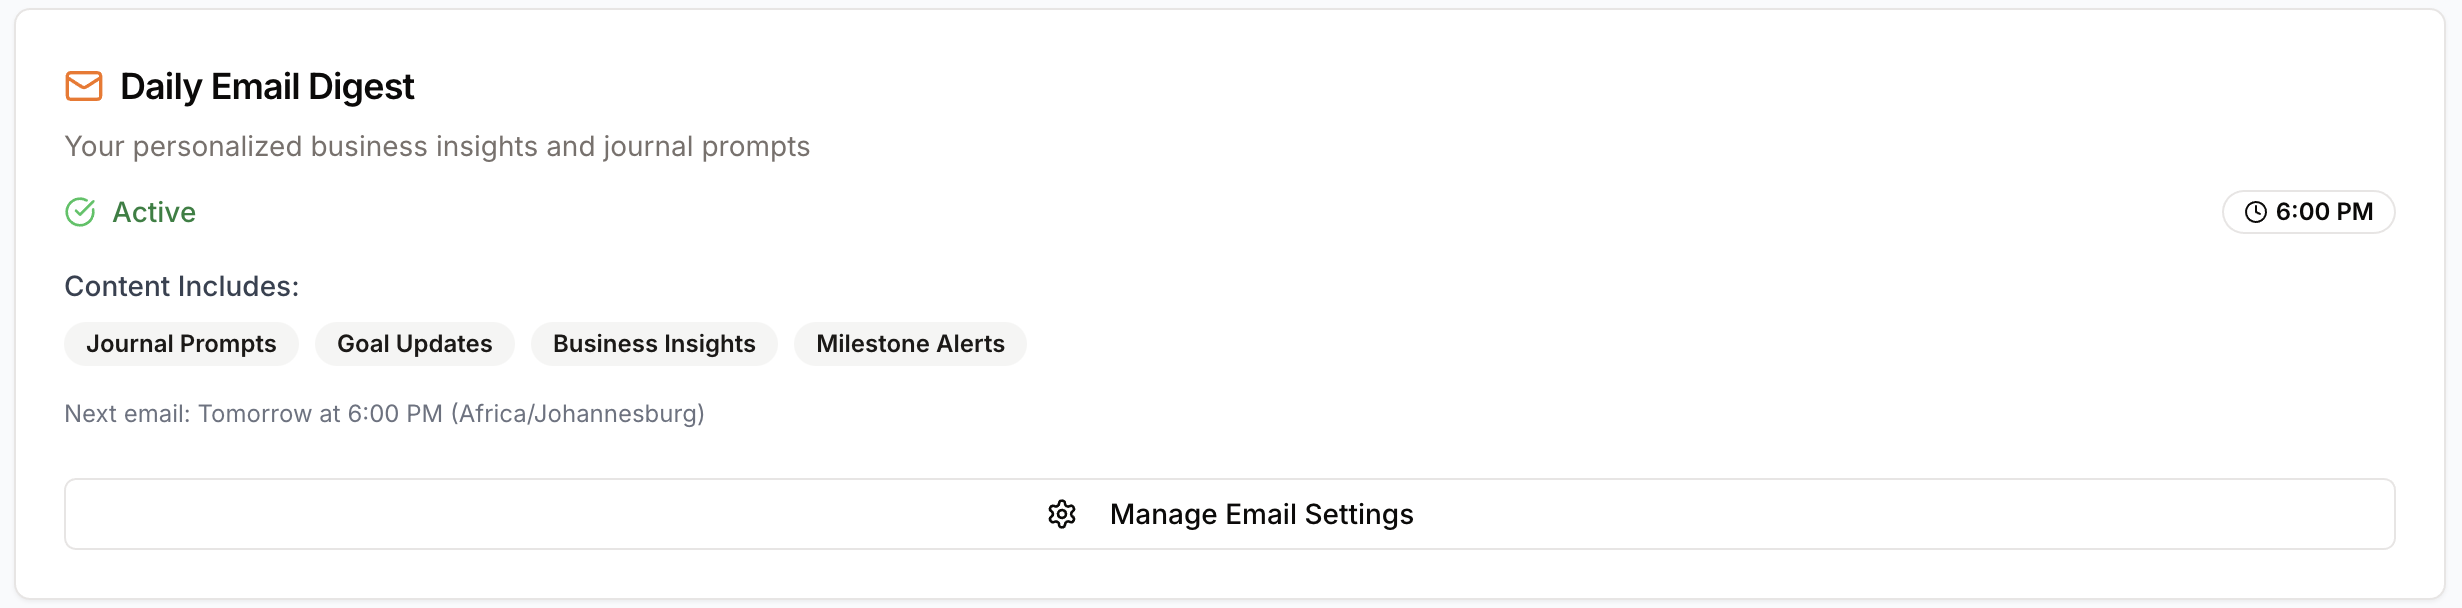 Daily Email Digest
Your personalized business insights and journal prompts
Active
6:00 PM
Content Includes:
Journal Prompts Goal Updates Business Insights Milestone Alerts
Next email: Tomorrow at 6:00 PM (Africa/Johannesburg)
Manage Email Settings